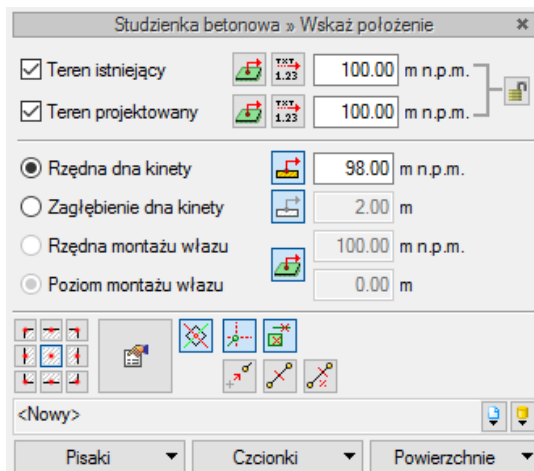 Studzienka betonowa » Wskaż położenie
Teren istniejący TXT 1.23 100.00 m n.p.m.
Teren projektowany TXT 1.23 100.00 m n.p.m.
Rzędna dna kinety 98.00 m n.p.m.
Zagłębienie dna kinety 2.00 m
Rzędna montażu włazu 100.00 m n.p.m.
Poziom montażu włazu 0.00 m
<Nowy>
Pisaki Czcionki Powierzchnie